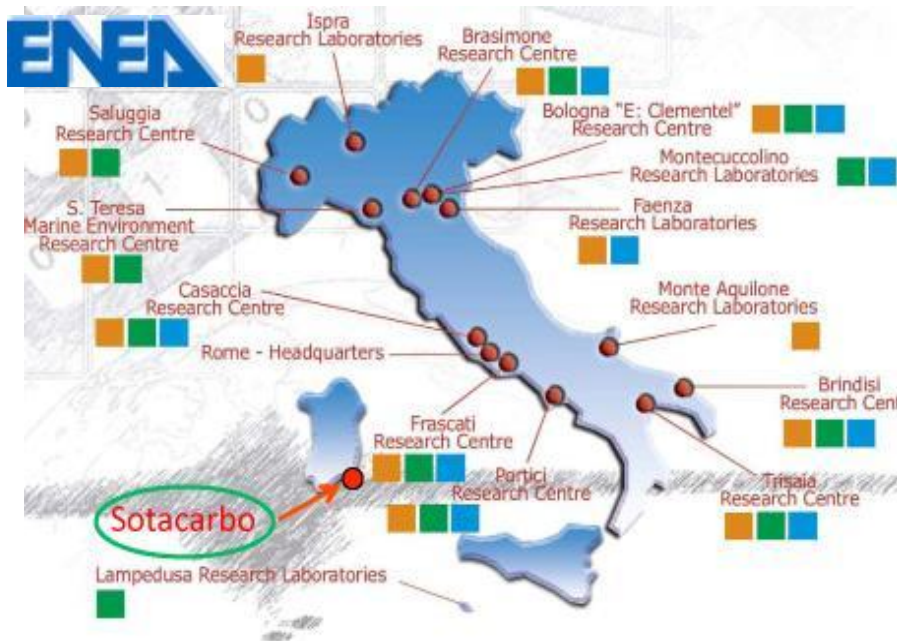 ENEA
Ispra
Research Laboratories
Brasimone
Research Centre
Saluggia
Research Centre
Bologna "E: Clementel"
Research Centre
Montecuccolino
Research Laboratories
S. Teresa
Marine Environment
Research Centre
Faenza
Research Laboratories
Casaccia
Research Centre
Monte Aquilone
Research Laboratories
Rome - Headquarters
Brindisi
Research Cent
Frascati
Research Centre
Portici
Research Centre
Trisaia
Research Centre
Sotacarbo
Lampedusa Research Laboratories